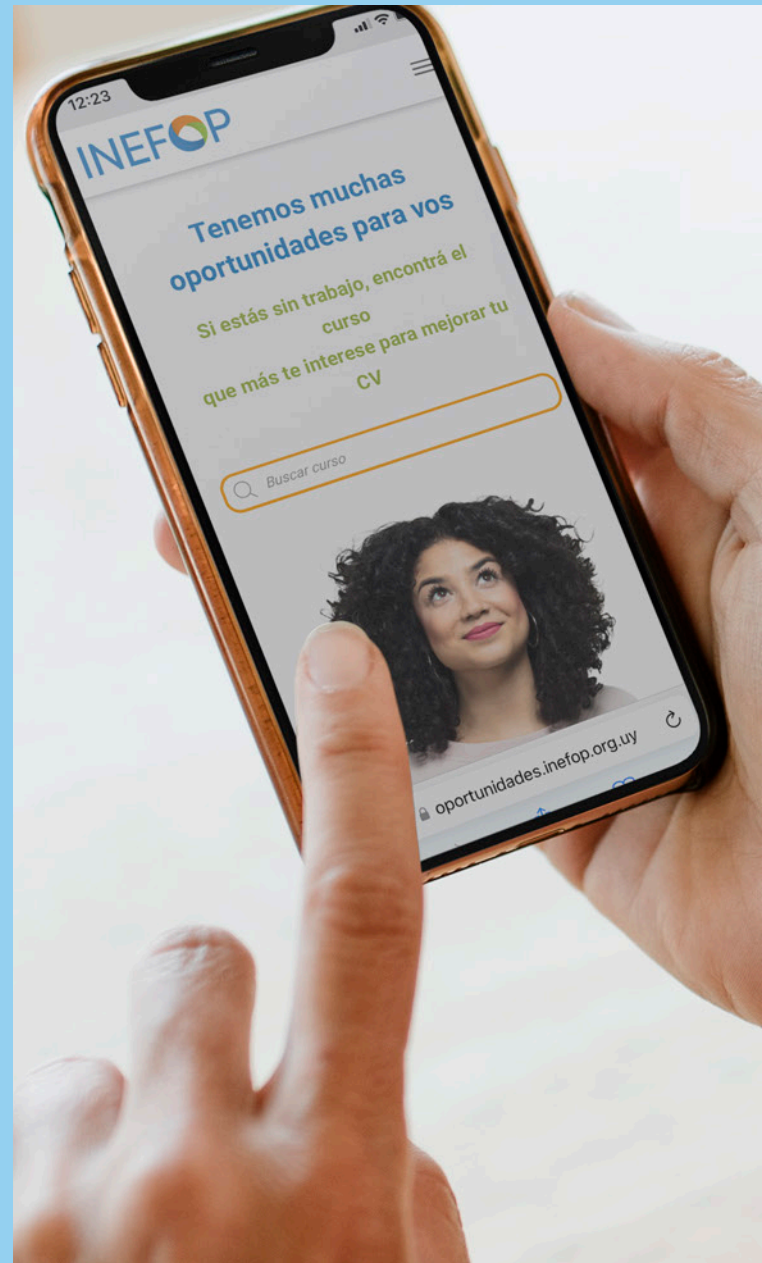 12:23
INEFOP
Tenemos muchas
oportunidades para vos
Si estás sin trabajo, encontrá el
curso
que más te interese para mejorar tu
CV
Buscar curso
oportunidades.inefop.org.uy